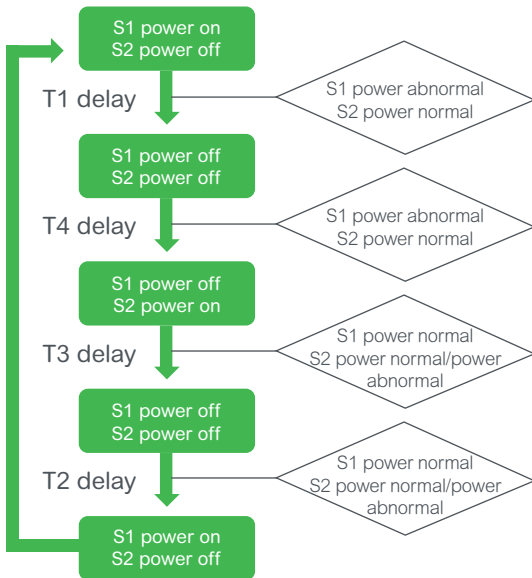 S1 power on
S2 power off
T1 delay
S1 power abnormal
S2 power normal
S1 power off
S2 power off
T4 delay
S1 power abnormal
S2 power normal
S1 power off
S2 power on
T3 delay
S1 power normal
S2 power normal/power
abnormal)
S1 power off
S2 power off
T2 delay
S1 power normal
S2 power normal/power
abnormal)
S1 power on
S2 power off